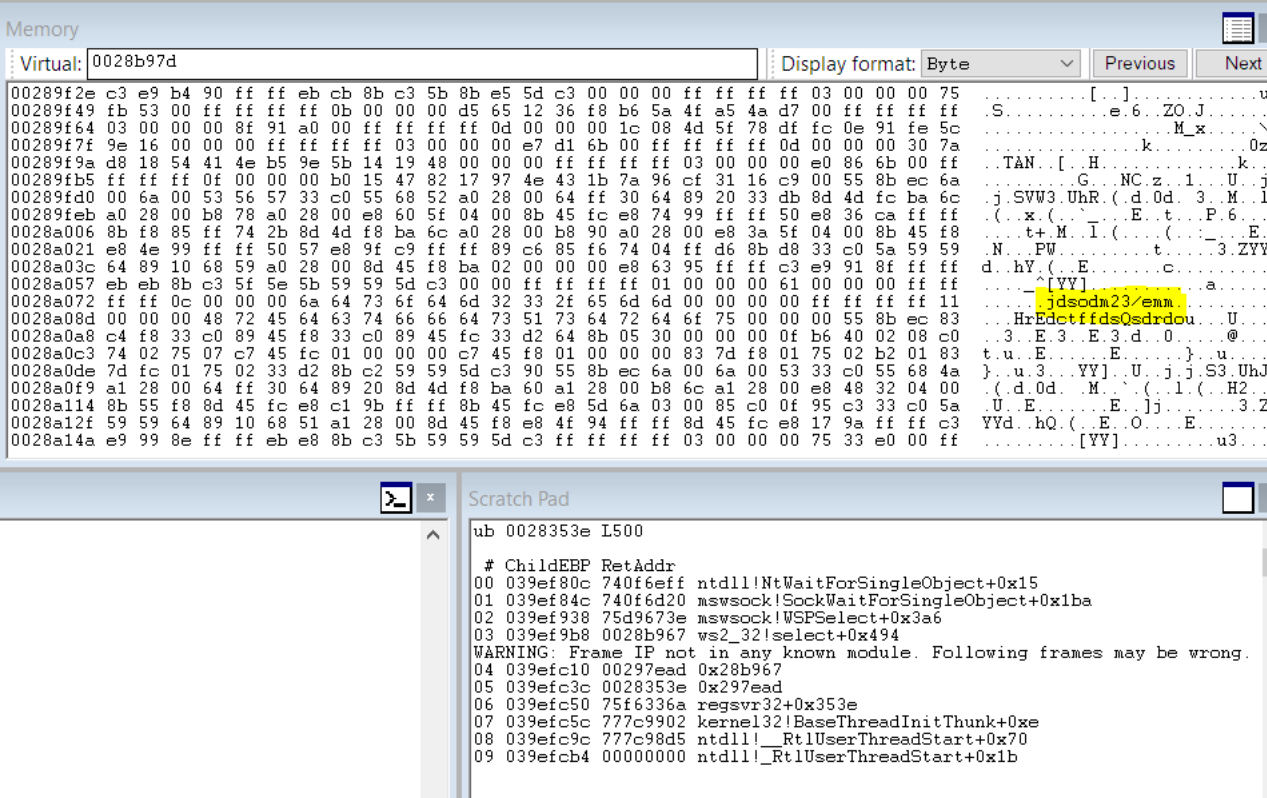 Memory
Virtual: 0028b97d Display format: Byte Previous Next
00289f2e c3 e9 b4 90 ff ff eb cb 8b c3 5b 8b e5 5d c3 00 00 00 ff ff ff ff 03 00 00 00 75 ..........[..]............u
00289f49 fb 53 00 ff ff ff ff 0b 00 00 00 d5 65 12 36 f8 b6 5a 4f a5 4a d7 00 ff ff ff ff .S..........e.6..ZO.J......
00289f64 03 00 00 00 8f 91 a0 00 ff ff ff ff 0d 00 00 00 1c 08 4d 5f 78 df fc 0e 91 fe 5c ..................M_x.....\
00289f7f 9e 16 00 00 00 ff ff ff ff 03 00 00 00 e7 d1 6b 00 ff ff ff ff 0d 00 00 00 30 7a ...............k.........0z
00289f9a d8 18 54 41 4e b5 9e 5b 14 19 48 00 00 00 ff ff ff ff 03 00 00 00 e0 86 6b 00 ff ..TAN..[..H.............k..
00289fb5 ff ff ff 0f 00 00 00 b0 15 47 82 17 97 4e 43 1b 7a 96 cf 31 16 c9 00 55 8b ec 6a .........G...NC.z..1...U..j
00289fd0 00 6a 00 53 56 57 33 c0 55 68 52 a0 28 00 64 ff 30 64 89 20 33 db 8d 4d fc ba 6c .j.SVW3.UhR.(.d.0d. 3..M..l
00289feb a0 28 00 b8 78 a0 28 00 e8 60 5f 04 00 8b 45 fc e8 74 99 ff ff 50 e8 36 ca ff ff .(..x.(..`_...E..t...P.6...
0028a006 8b f8 85 ff 74 2b 8d 4d f8 ba 6c a0 28 00 b8 90 a0 28 00 e8 3a 5f 04 00 8b 45 f8 ....t+.M..l.(....(..:_...E.
0028a021 e8 4e 99 ff ff 50 57 e8 9f c9 ff ff 89 c6 85 f6 74 04 ff d6 8b d8 33 c0 5a 59 59 .N...PW.........t.....3.ZYY
0028a03c 64 89 10 68 59 a0 28 00 8d 45 f8 ba 02 00 00 00 e8 63 95 ff ff c3 e9 91 8f ff ff d..hY.(..E.......c.........
0028a057 eb eb 8b c3 5f 5e 5b 59 59 5d c3 00 00 ff ff ff ff 01 00 00 00 61 00 00 00 ff ff ...._^[YY]...........a.....
0028a072 ff ff 0c 00 00 00 6a 64 73 6f 64 6d 32 33 2f 65 6d 6d 00 00 00 00 ff ff ff ff 11 ......jdsodm23/emm.........
0028a08d 00 00 00 48 72 45 64 63 74 66 66 64 73 51 73 64 72 64 6f 75 00 00 00 55 8b ec 83 ...HrEdctffdsQsdrdou...U...
0028a0a8 c4 f8 33 c0 89 45 f8 33 c0 89 45 fc 33 d2 64 8b 05 30 00 00 00 0f b6 40 02 08 c0 ..3..E.3..E.3.d..0.....@...
0028a0c3 74 02 75 07 c7 45 fc 01 00 00 00 c7 45 f8 01 00 00 00 83 7d f8 01 75 02 b2 01 83 t.u..E......E......}..u....
0028a0de 7d fc 01 75 02 33 d2 8b c2 59 59 5d c3 90 55 8b ec 6a 00 6a 00 53 33 c0 55 68 4a }..u.3...YY]..U..j.j.S3.UhJ
0028a0f9 a1 28 00 64 ff 30 64 89 20 8d 4d f8 ba 60 a1 28 00 b8 6c a1 28 00 e8 48 32 04 00 .(.d.0d. .M..`.(..l.(..H2..
0028a114 8b 55 f8 8d 45 fc e8 c1 9b ff ff 8b 45 fc e8 5d 6a 03 00 85 c0 0f 95 c3 33 c0 5a .U..E.......E..]j.......3.Z
0028a12f 59 59 64 89 10 68 51 a1 28 00 8d 45 f8 e8 4f 94 ff ff 8d 45 fc e8 17 9a ff ff c3 YYd..hQ.(..E..O....E.......
0028a14a e9 99 8e ff ff eb e8 8b c3 5b 59 59 5d c3 ff ff ff ff 03 00 00 00 75 33 e0 00 ff .........[YY].........u3...
Scratch Pad
ub 0028353e L500
# ChildEBP RetAddr
00 039ef80c 740f6eff ntdll!NtWaitForSingleObject+0x15
01 039ef84c 740f6d20 mswsock!SockWaitForSingleObject+0x1ba
02 039ef938 75d9673e mswsock!WSPSelect+0x3a6
03 039ef9b8 0028b967 ws2_32!select+0x494
WARNING: Frame IP not in any known module. Following frames may be wrong.
04 039efc10 00297ead 0x28b967
05 039efc3c 0028353e 0x297ead
06 039efc50 75f6336a regsvr32+0x353e
07 039efc5c 777c9902 kernel32!BaseThreadInitThunk+0xe
08 039efc9c 777c98d5 ntdll!__RtlUserThreadStart+0x70
09 039efcb4 00000000 ntdll!_RtlUserThreadStart+0x1b